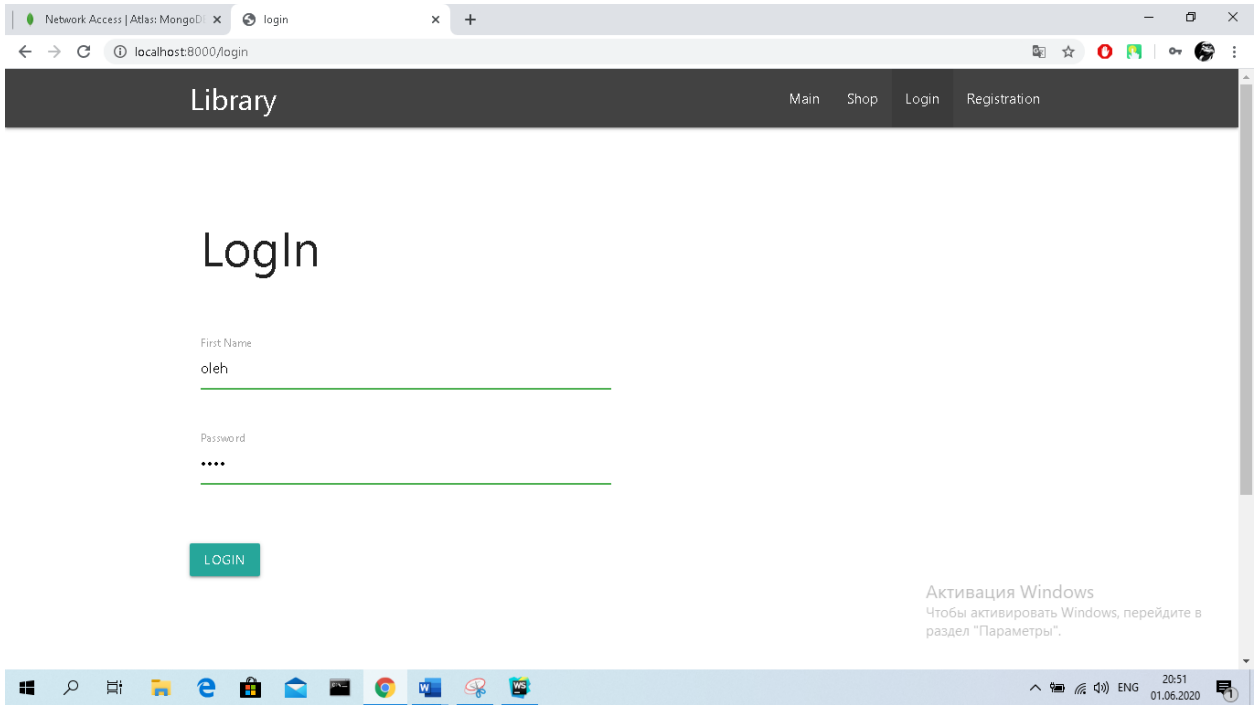 Network Access | Atlas: MongoD
login
localhost:8000/login
Library
Main Shop Login Registration
LogIn
First Name
oleh
Password
••••
LOGIN
Активация Windows
Чтобы активировать Windows, перейдите в
раздел "Параметры".
ENG
20:51
01.06.2020